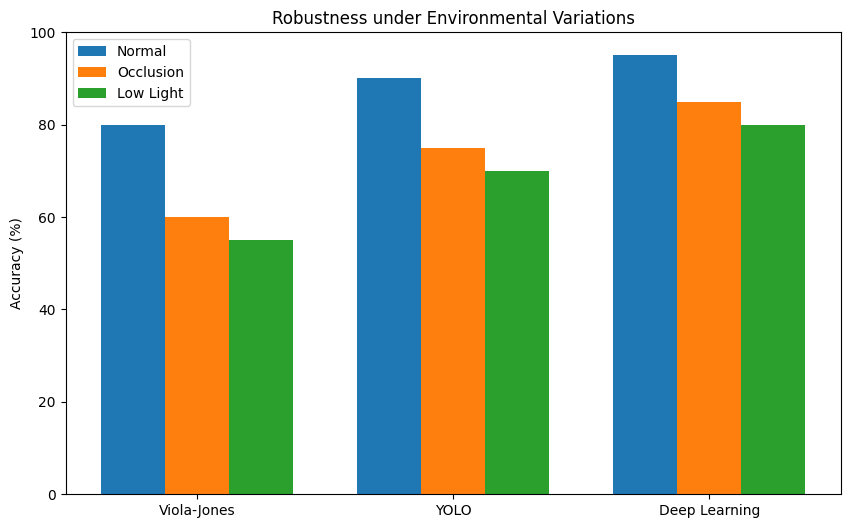 Robustness under Environmental Variations
Normal
Occlusion
Low Light
Accuracy (%)
100
80
60
40
20
0
Viola-Jones
YOLO
Deep Learning